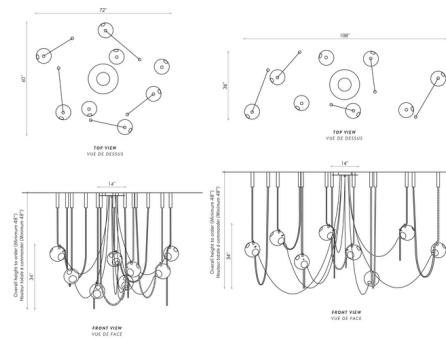 72"
60"
TOP VIEW
VUE DE DESSUS
108"
36"
TOP VIEW
VUE DE DESSUS
14"
Overall height to order (Minimum 48")
Hauteur totale à commander (Minimum 48")
34"
FRONT VIEW
VUE DE FACE
14"
Overall height to order (Minimum 48")
Hauteur totale à commander (Minimum 48")
34"
FRONT VIEW
VUE DE FACE